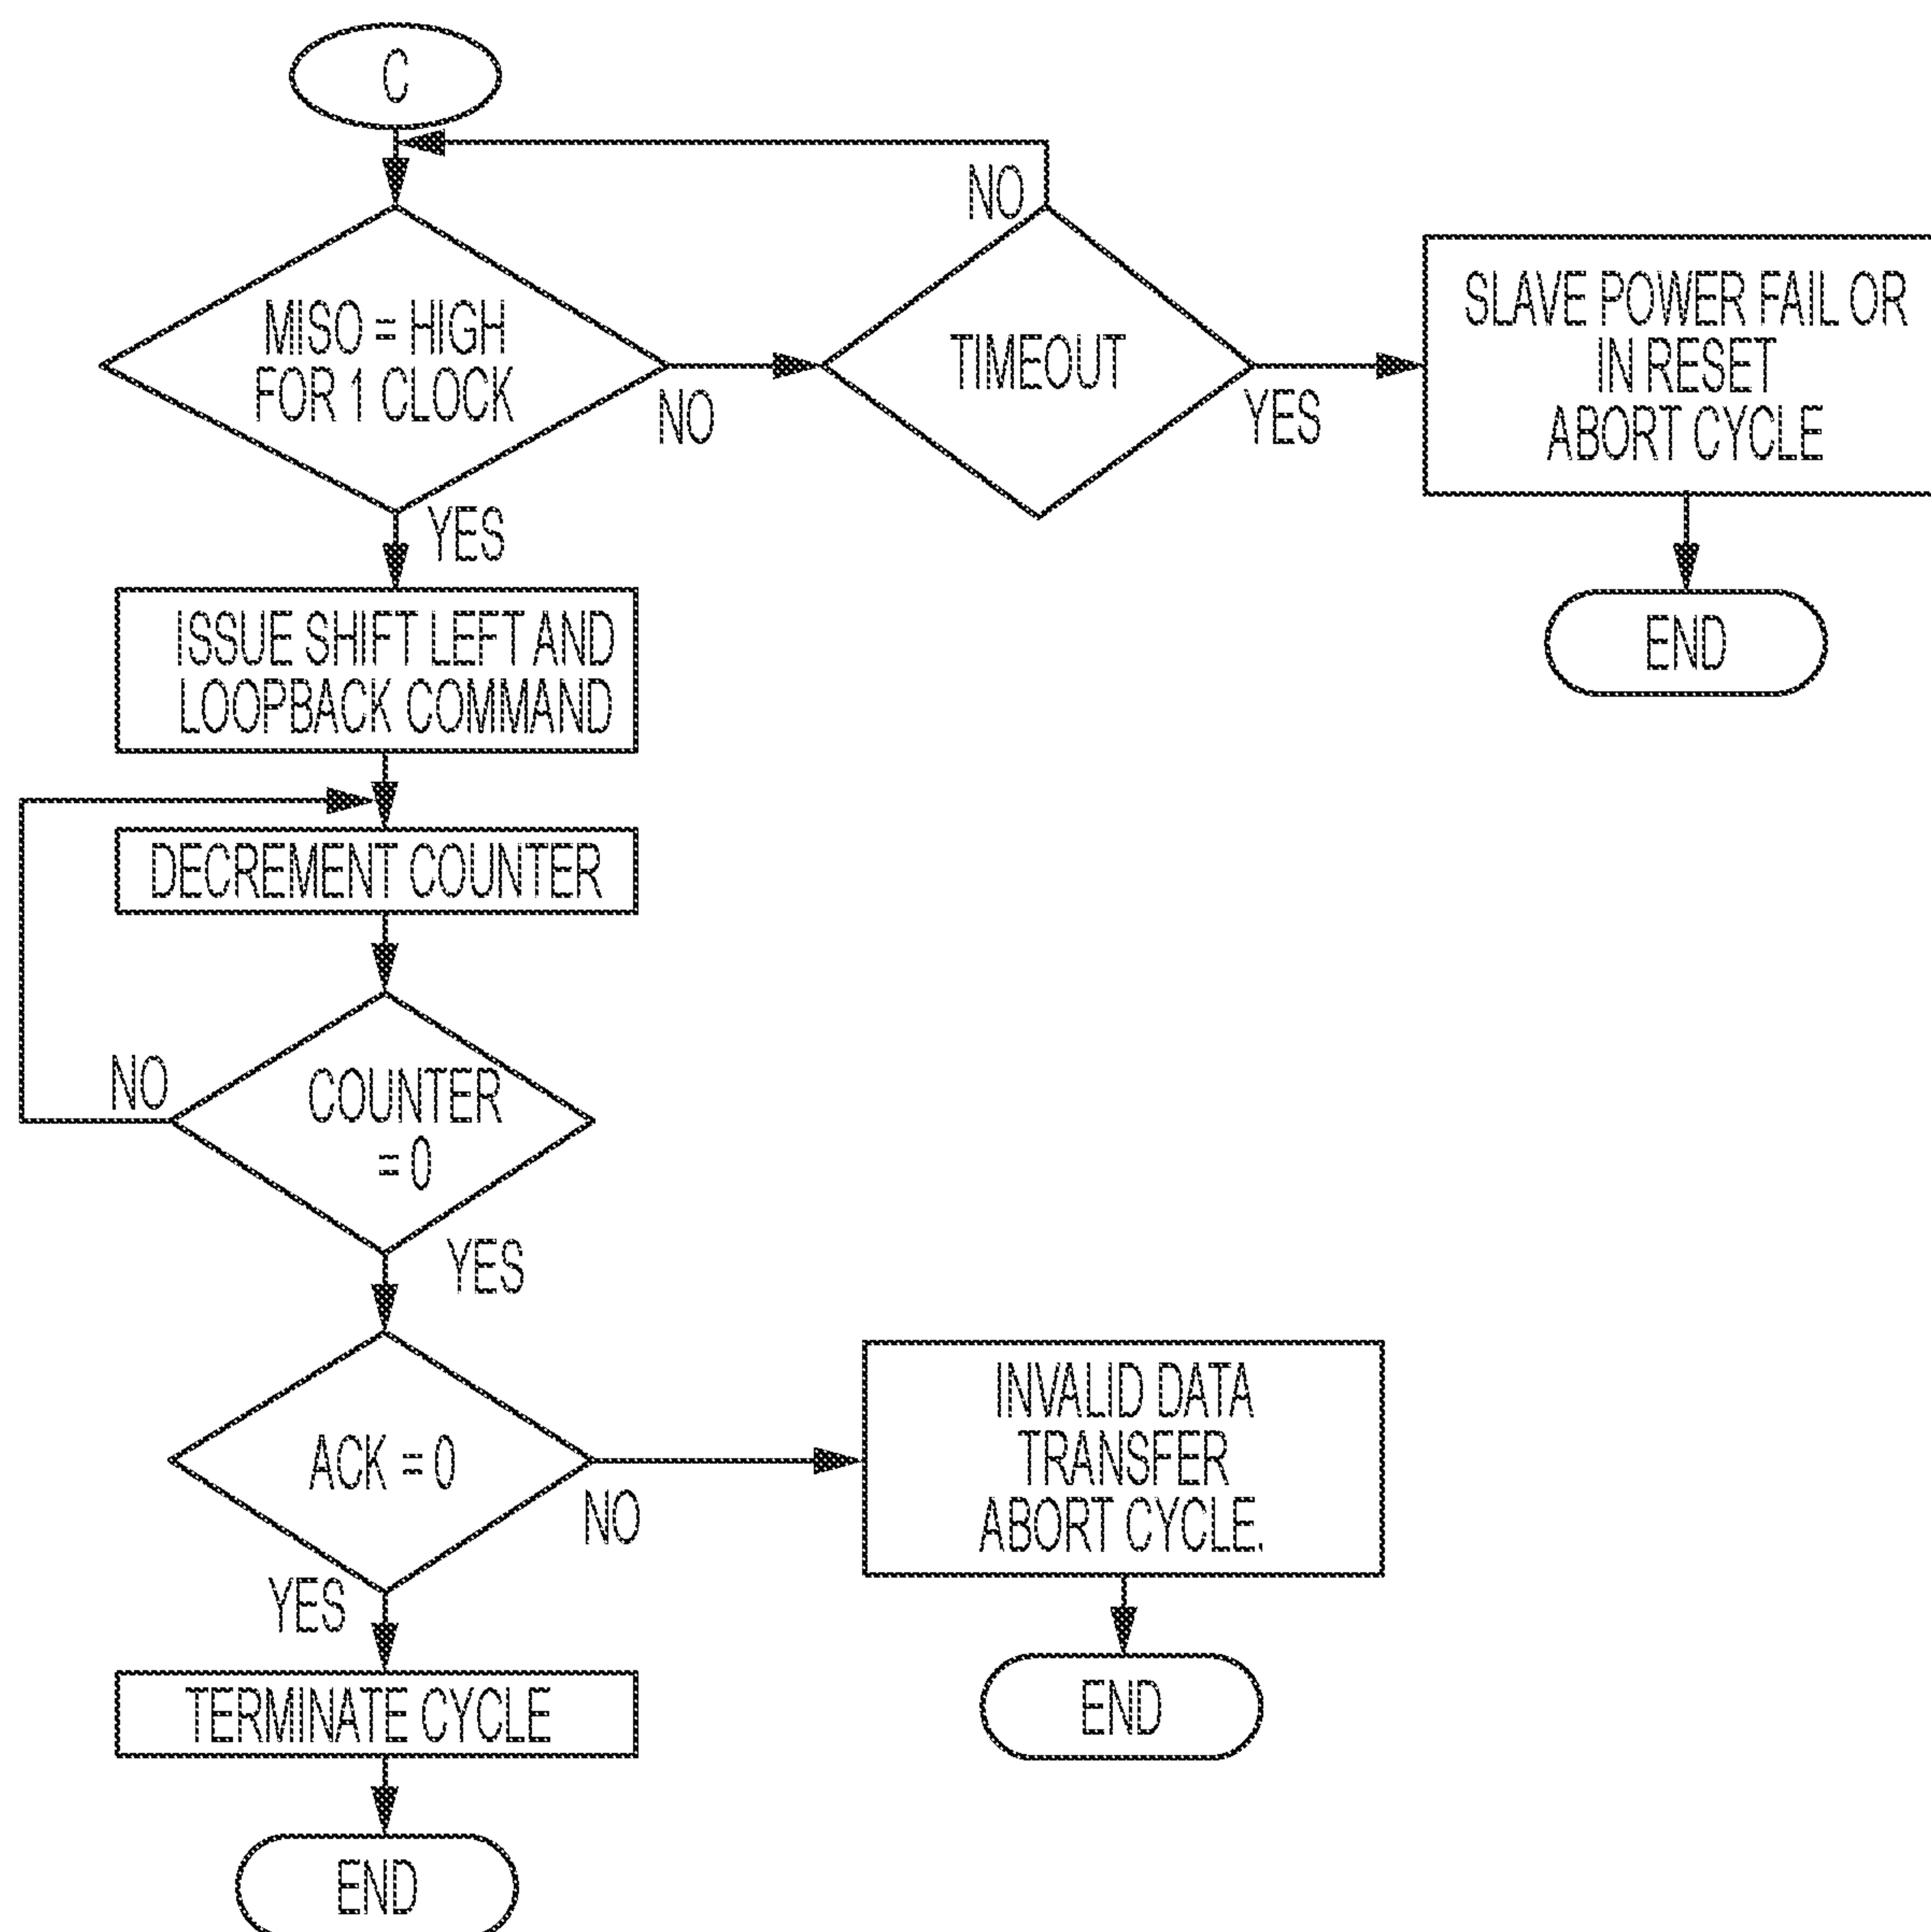 C
NO
MISO = HIGH
FOR 1 CLOCK
NO
TIMEOUT
YES
SLAVE POWER FAIL OR
IN RESET
ABORT CYCLE
END
YES
ISSUE SHIFT LEFT AND
LOOPBACK COMMAND
DECREMENT COUNTER
NO
COUNTER
= 0
YES
ACK = 0
NO
INVALID DATA
TRANSFER
ABORT CYCLE.
END
YES
TERMINATE CYCLE
END